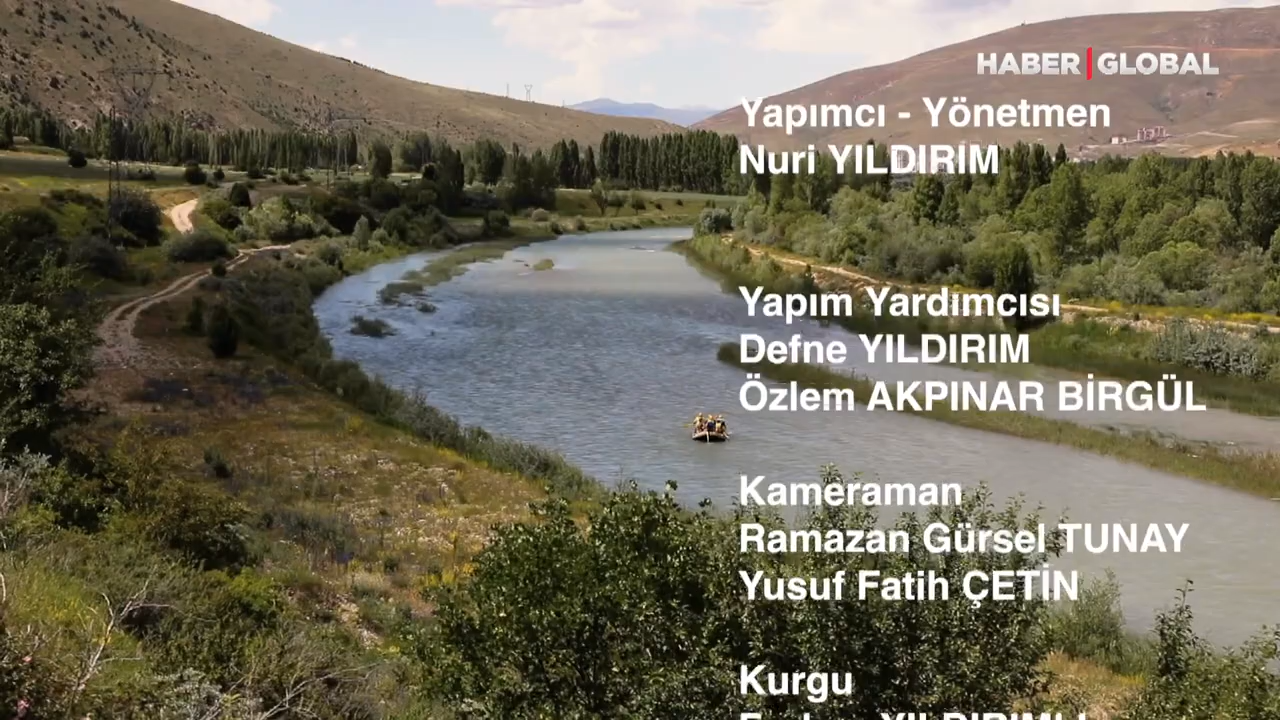 HABER GLOBAL
Yapımcı - Yönetmen
Nuri YILDIRIM
Yapım Yardımcısı
Defne YILDIRIM
Özlem AKPINAR BİRGÜL
Kameraman
Ramazan Gürsel TUNAY
Yusuf Fatih ÇETİN
Kurgu